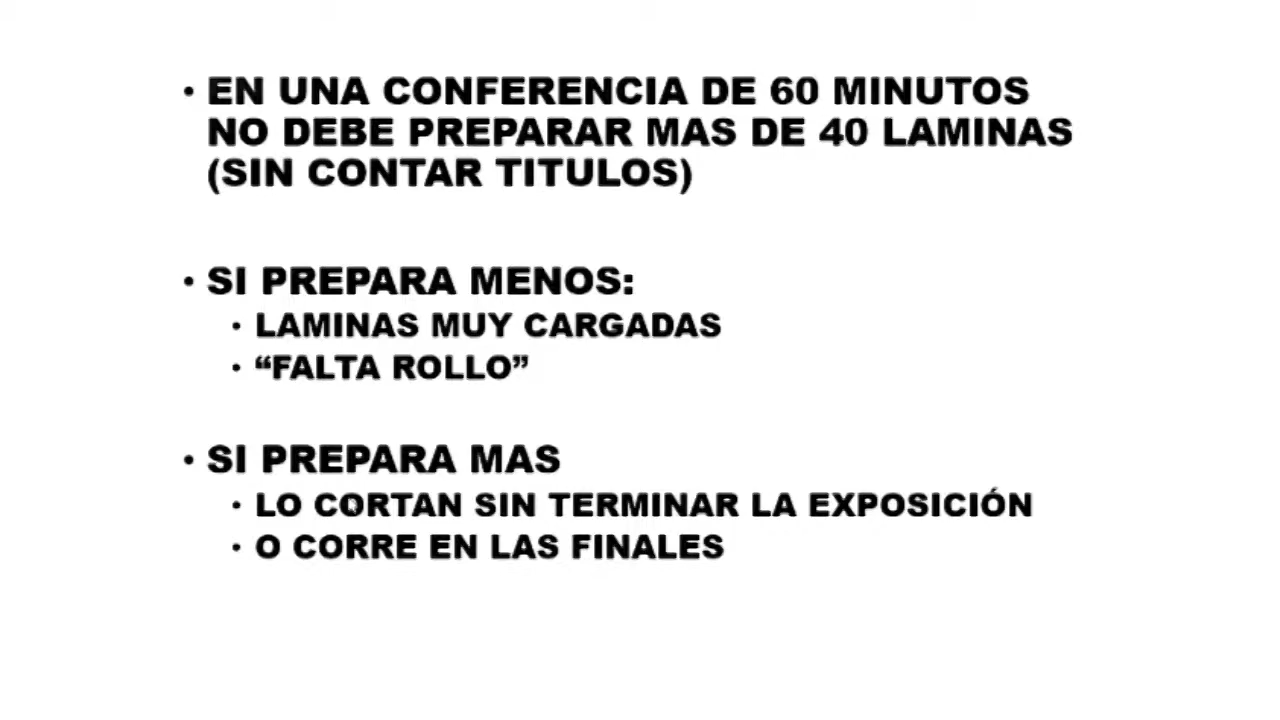 • EN UNA CONFERENCIA DE 60 MINUTOS
NO DEBE PREPARAR MAS DE 40 LAMINAS
(SIN CONTAR TITULOS)
• SI PREPARA MENOS:
• LAMINAS MUY CARGADAS
• “FALTA ROLLO”
• SI PREPARA MAS
• LO CORTAN SIN TERMINAR LA EXPOSICIÓN
• O CORRE EN LAS FINALES